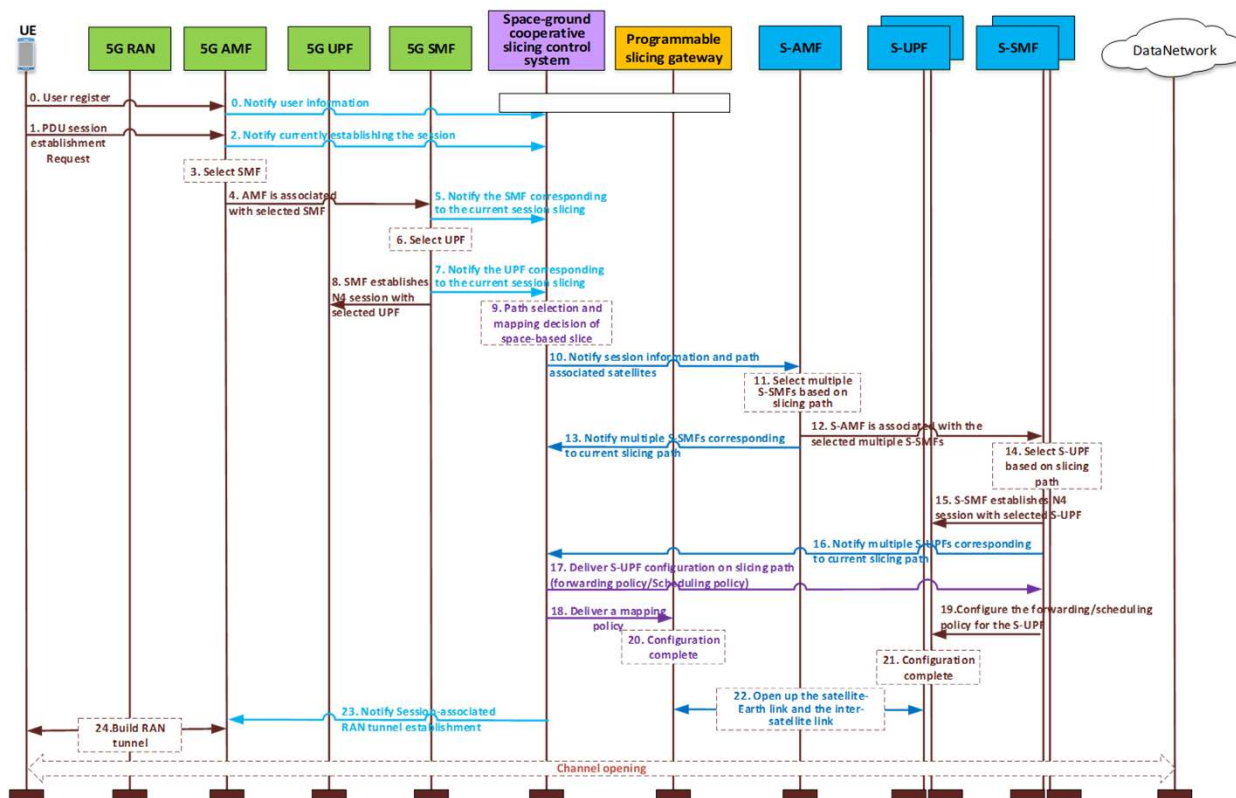 UE
5G RAN
5G AMF
5G UPF
5G SMF
Space-ground
cooperative
slicing control
system
Programmable
slicing gateway
S-AMF
S-UPF
S-SMF
DataNetwork
0. User register
0. Notify user information
1. PDU session
establishment
Request
2. Notify currently establishing the session
3. Select SMF
4. AMF is associated
with selected SMF
5. Notify the SMF corresponding
to the current session slicing
6. Select UPF
7. Notify the UPF corresponding
to the current session slicing
8. SMF establishes
N4 session with
selected UPF
9. Path selection and
mapping decision of
space-based slice
10. Notify session information and path
associated satellites
11. Select multiple
S-SMFs based on
slicing path
12. S-AMF is associated with the
selected multiple S-SMFs
13. Notify multiple S-SMFs corresponding
to current slicing path
14. Select S-UPF
based on slicing
path
15. S-SMF establishes N4
session with selected S-UPF
16. Notify multiple S-UPFs corresponding
to current slicing path
17. Deliver S-UPF configuration on slicing path
(forwarding policy/Scheduling policy)
18. Deliver a mapping
policy
19.Configure the forwarding/scheduling
policy for the S-UPF
20. Configuration
complete
21. Configuration
complete
22. Open up the satellite-
Earth link and the inter-
satellite link
23. Notify Session-associated
RAN tunnel establishment
24.Build RAN
tunnel
Channel opening